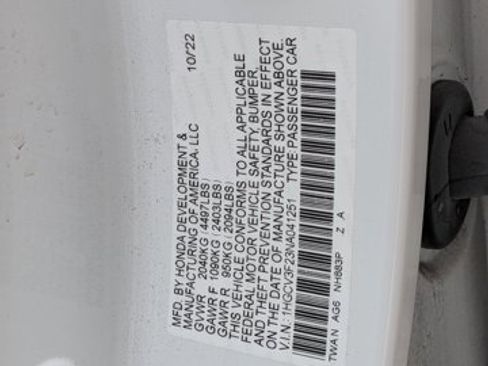 MFD. BY HONDA DEVELOPMENT &
MANUFACTURING OF AMERICA, LLC 10/22
GVWR 2040KG (4497LBS)
GAWR F 1090KG (2403LBS)
GAWR R 950KG (2094LBS)
THIS VEHICLE CONFORMS TO ALL APPLICABLE
FEDERAL MOTOR VEHICLE SAFETY, BUMPER,
AND THEFT PREVENTION STANDARDS IN EFFECT
ON THE DATE OF MANUFACTURE SHOWN ABOVE.
V.I.N.: 1HGCV3F23NA041251 TYPE PASSENGER CAR
TWAN AG6 NH883P Z A